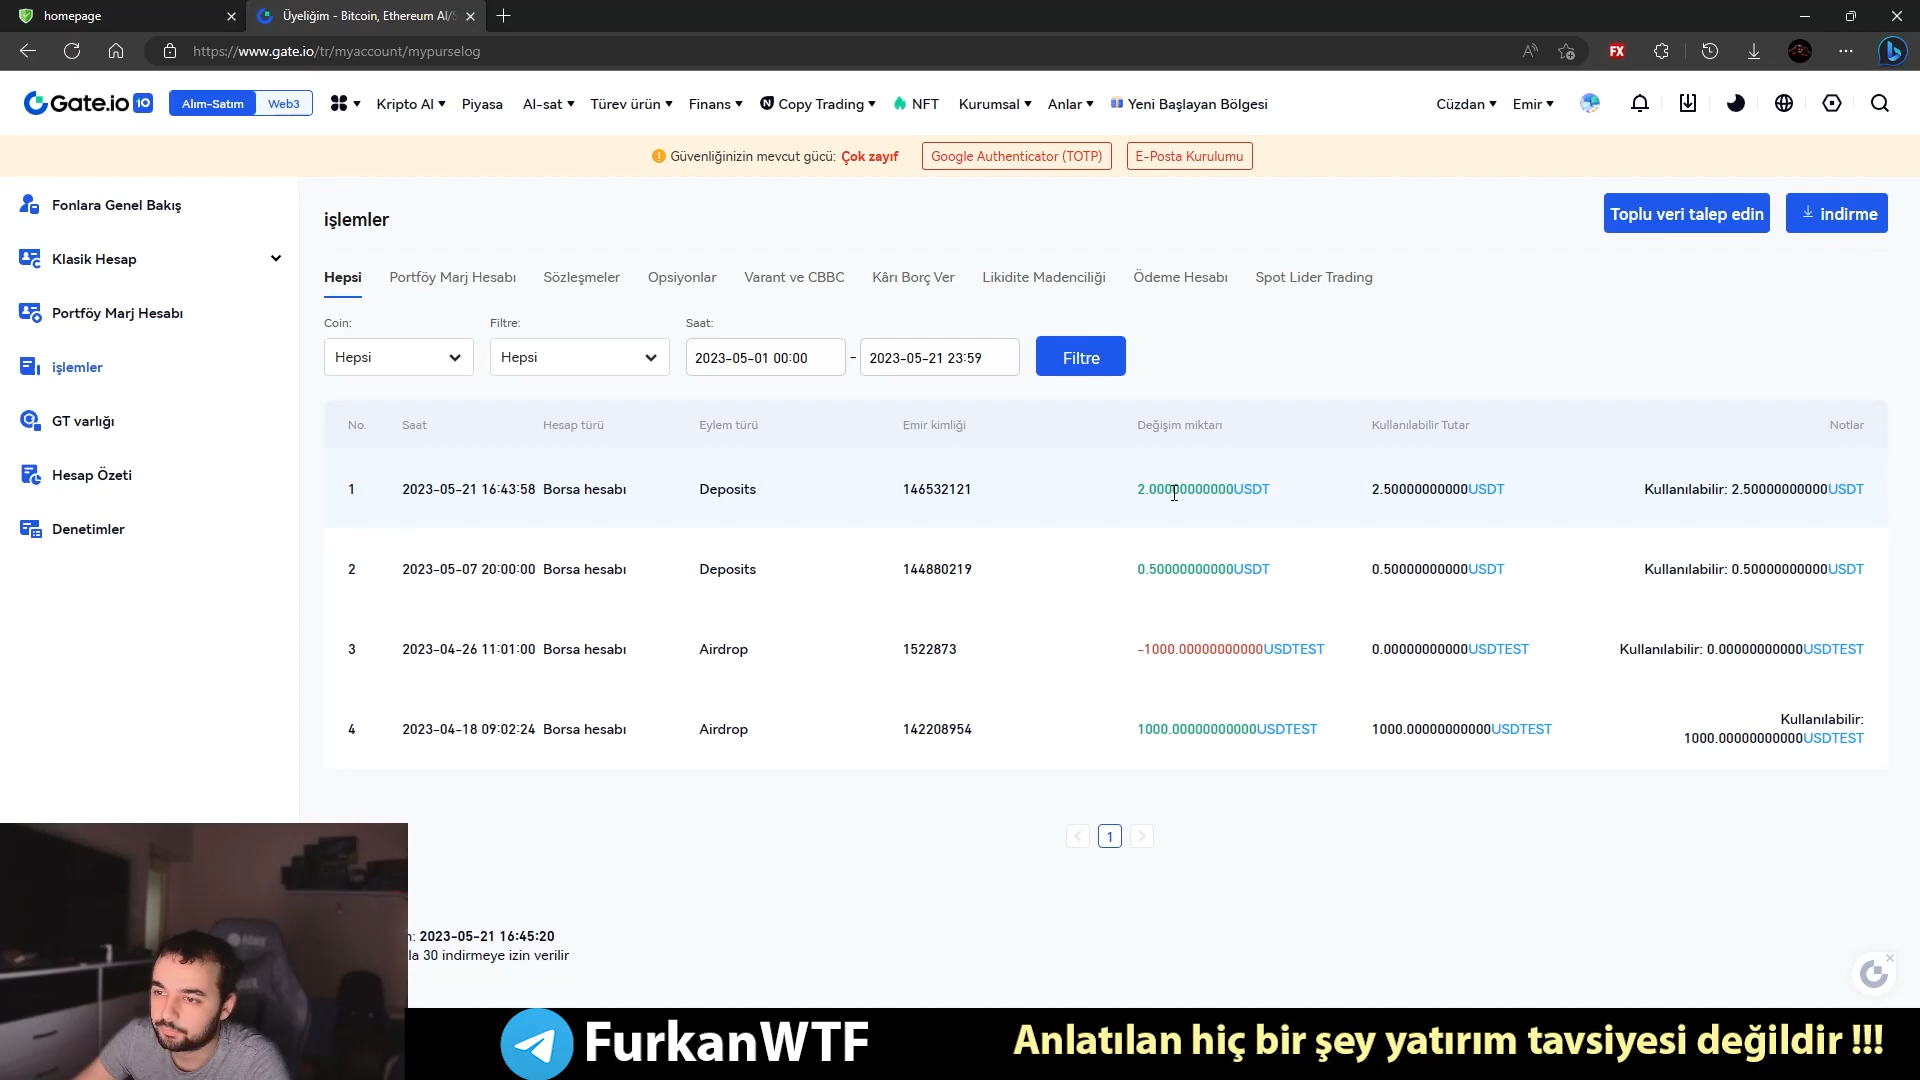 homepage
Üyeliğim - Bitcoin, Ethereum Al/S
https://www.gate.io/tr/myaccount/mypurselog
FX
Gate.io 10 Alım-Satım Web3 Kripto Al Piyasa Al-sat Türev ürün Finans Copy Trading NFT Kurumsal Anlar Yeni Başlayan Bölgesi Cüzdan Emir
Güvenliğinizin mevcut gücü: Çok zayıf Google Authenticator (TOTP) E-Posta Kurulumu
Fonlara Genel Bakış
Klasik Hesap
Portföy Marj Hesabı
işlemler
GT varlığı
Hesap Özeti
Denetimler
işlemler Toplu veri talep edin indirme
Hepsi Portföy Marj Hesabı Sözleşmeler Opsiyonlar Varant ve CBBC Kârı Borç Ver Likidite Madenciliği Ödeme Hesabı Spot Lider Trading
Coin: Filtre: Saat:
Hepsi Hepsi 2023-05-01 00:00 - 2023-05-21 23:59 Filtre
No. Saat Hesap türü Eylem türü Emir kimliği Değişim miktarı Kullanılabilir Tutar Notlar
1 2023-05-21 16:43:58 Borsa hesabı Deposits 146532121 2.00000000000USDT 2.50000000000USDT Kullanılabilir: 2.50000000000USDT
2 2023-05-07 20:00:00 Borsa hesabı Deposits 144880219 0.50000000000USDT 0.50000000000USDT Kullanılabilir: 0.50000000000USDT
3 2023-04-26 11:01:00 Borsa hesabı Airdrop 1522873 -1000.00000000000USDTEST 0.00000000000USDTEST Kullanılabilir: 0.00000000000USDTEST
4 2023-04-18 09:02:24 Borsa hesabı Airdrop 142208954 1000.00000000000USDTEST 1000.00000000000USDTEST Kullanılabilir:
1000.00000000000USDTEST
1
: 2023-05-21 16:45:20
la 30 indirmeye izin verilir
FurkanWTF
Anlatılan hiç bir şey yatırım tavsiyesi değildir !!!